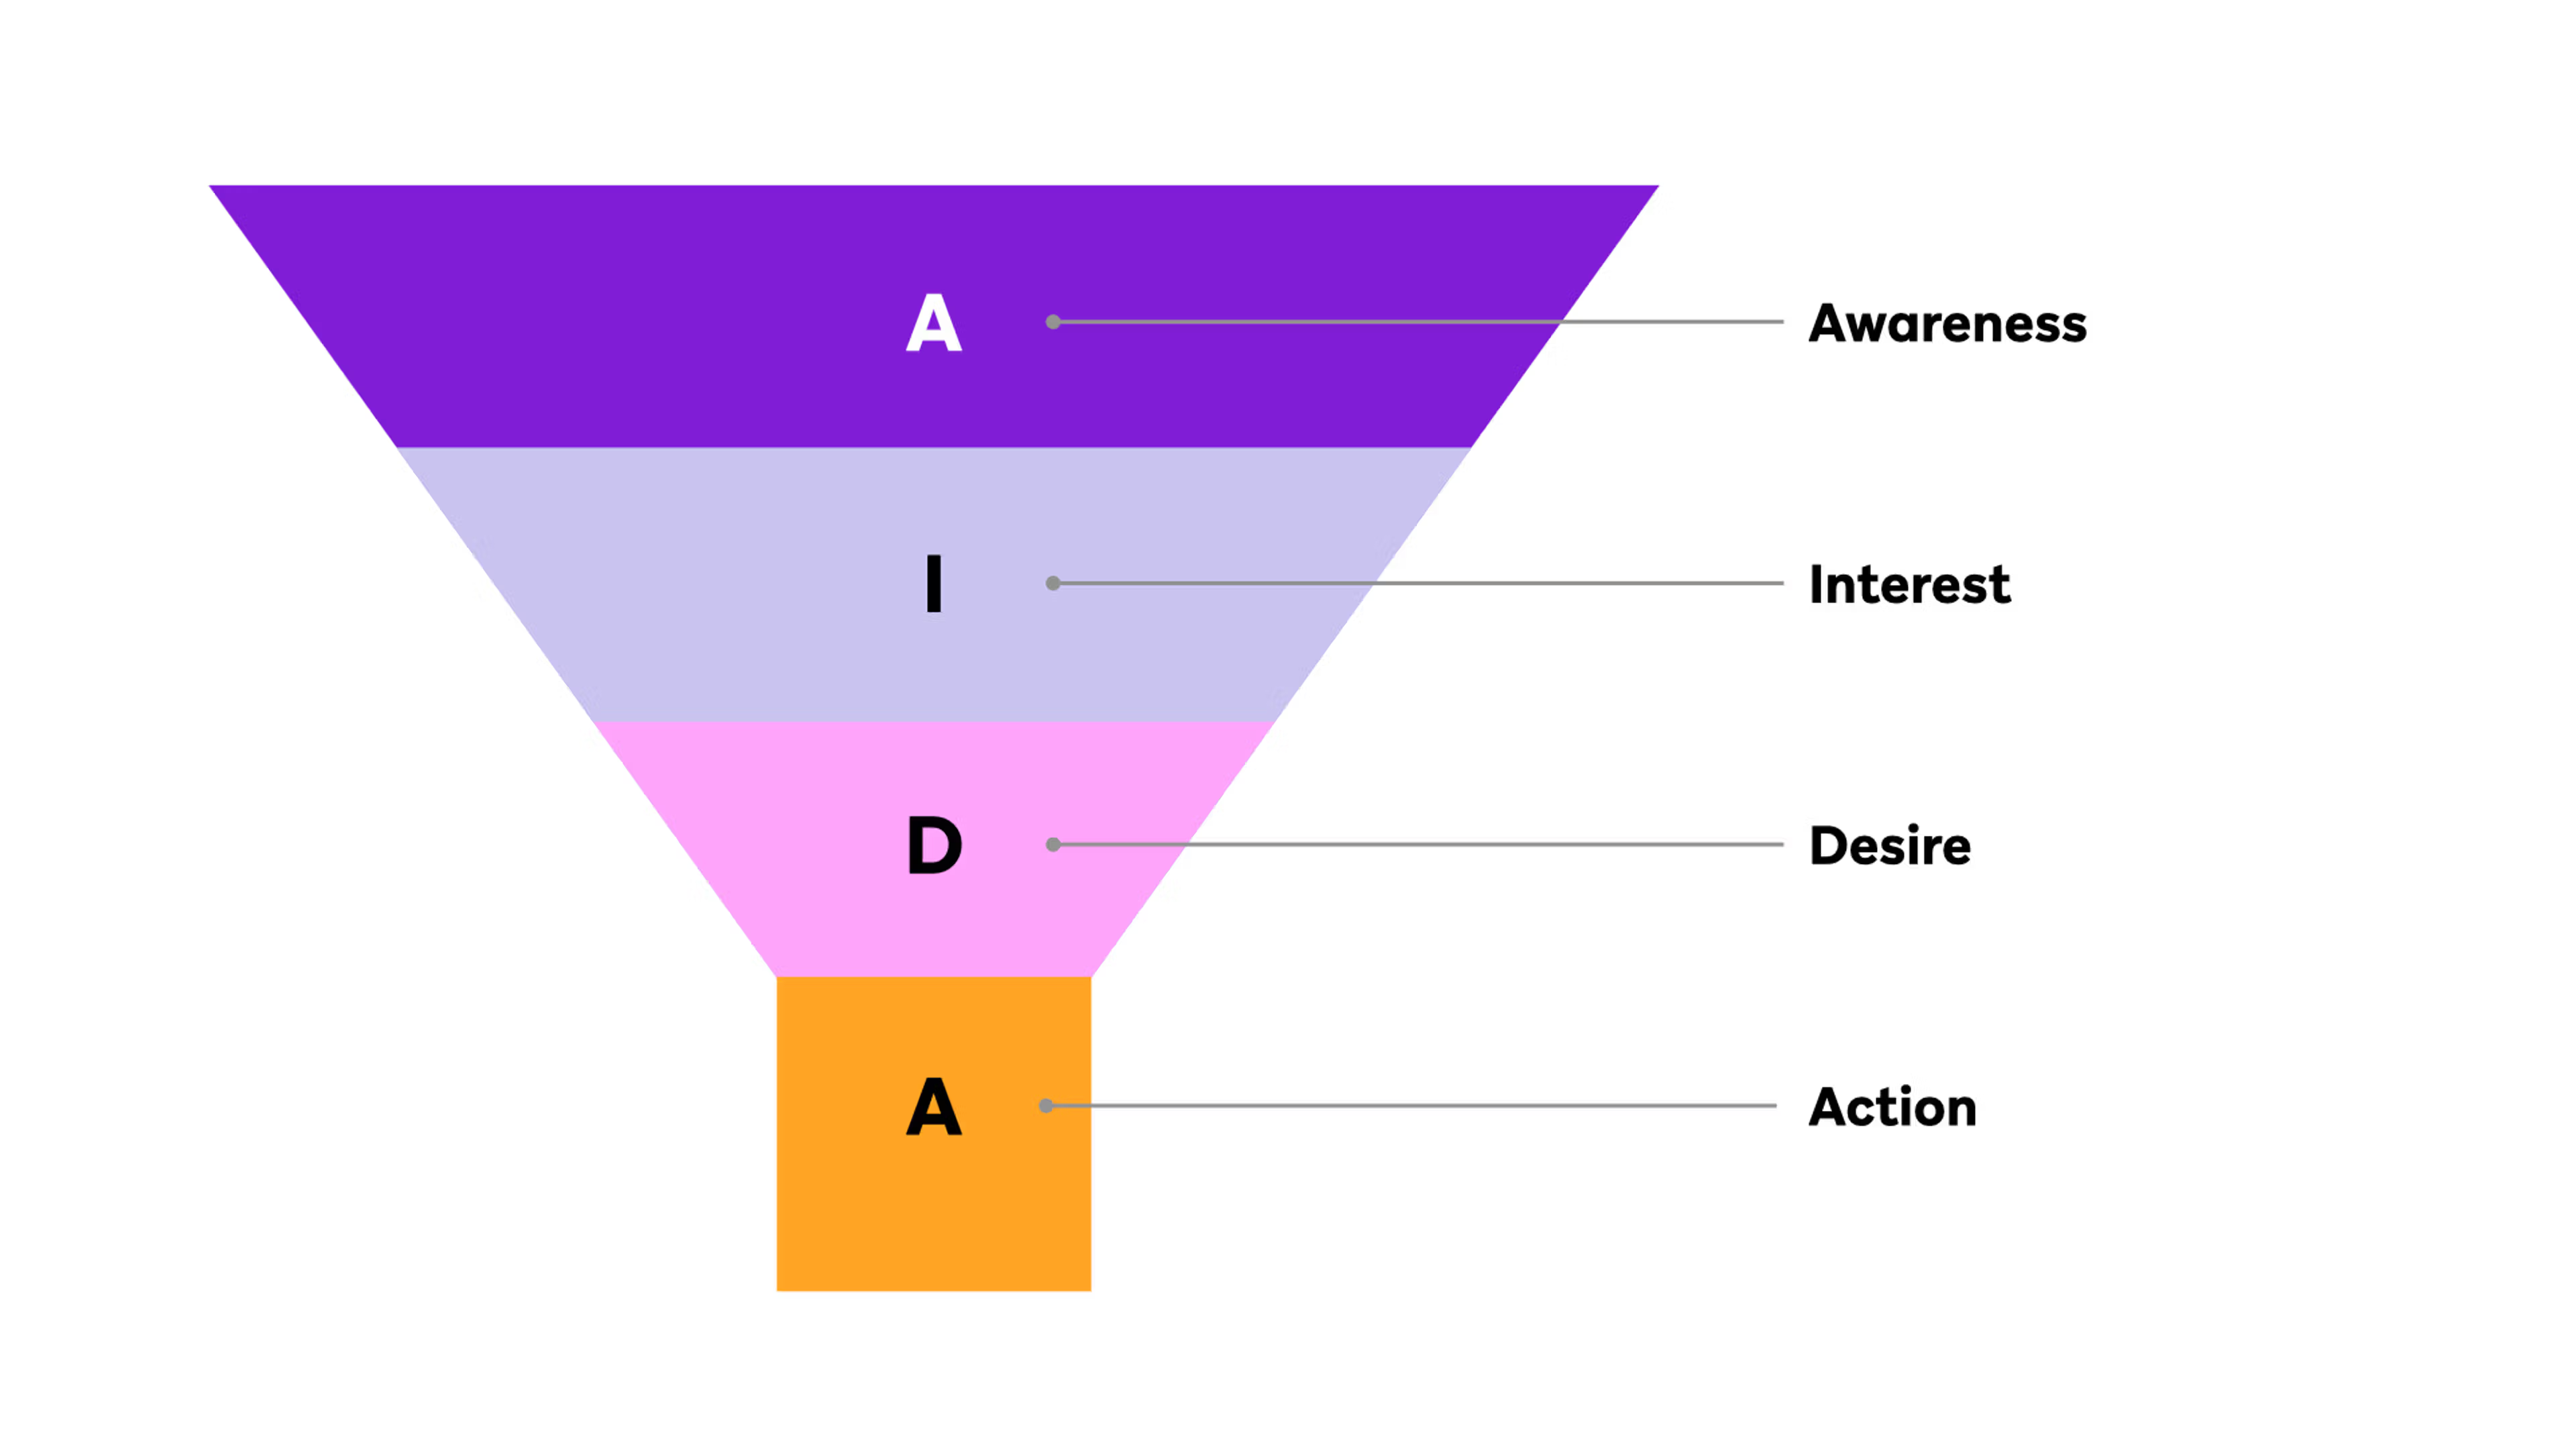 A Awareness
I Interest
D Desire
A Action